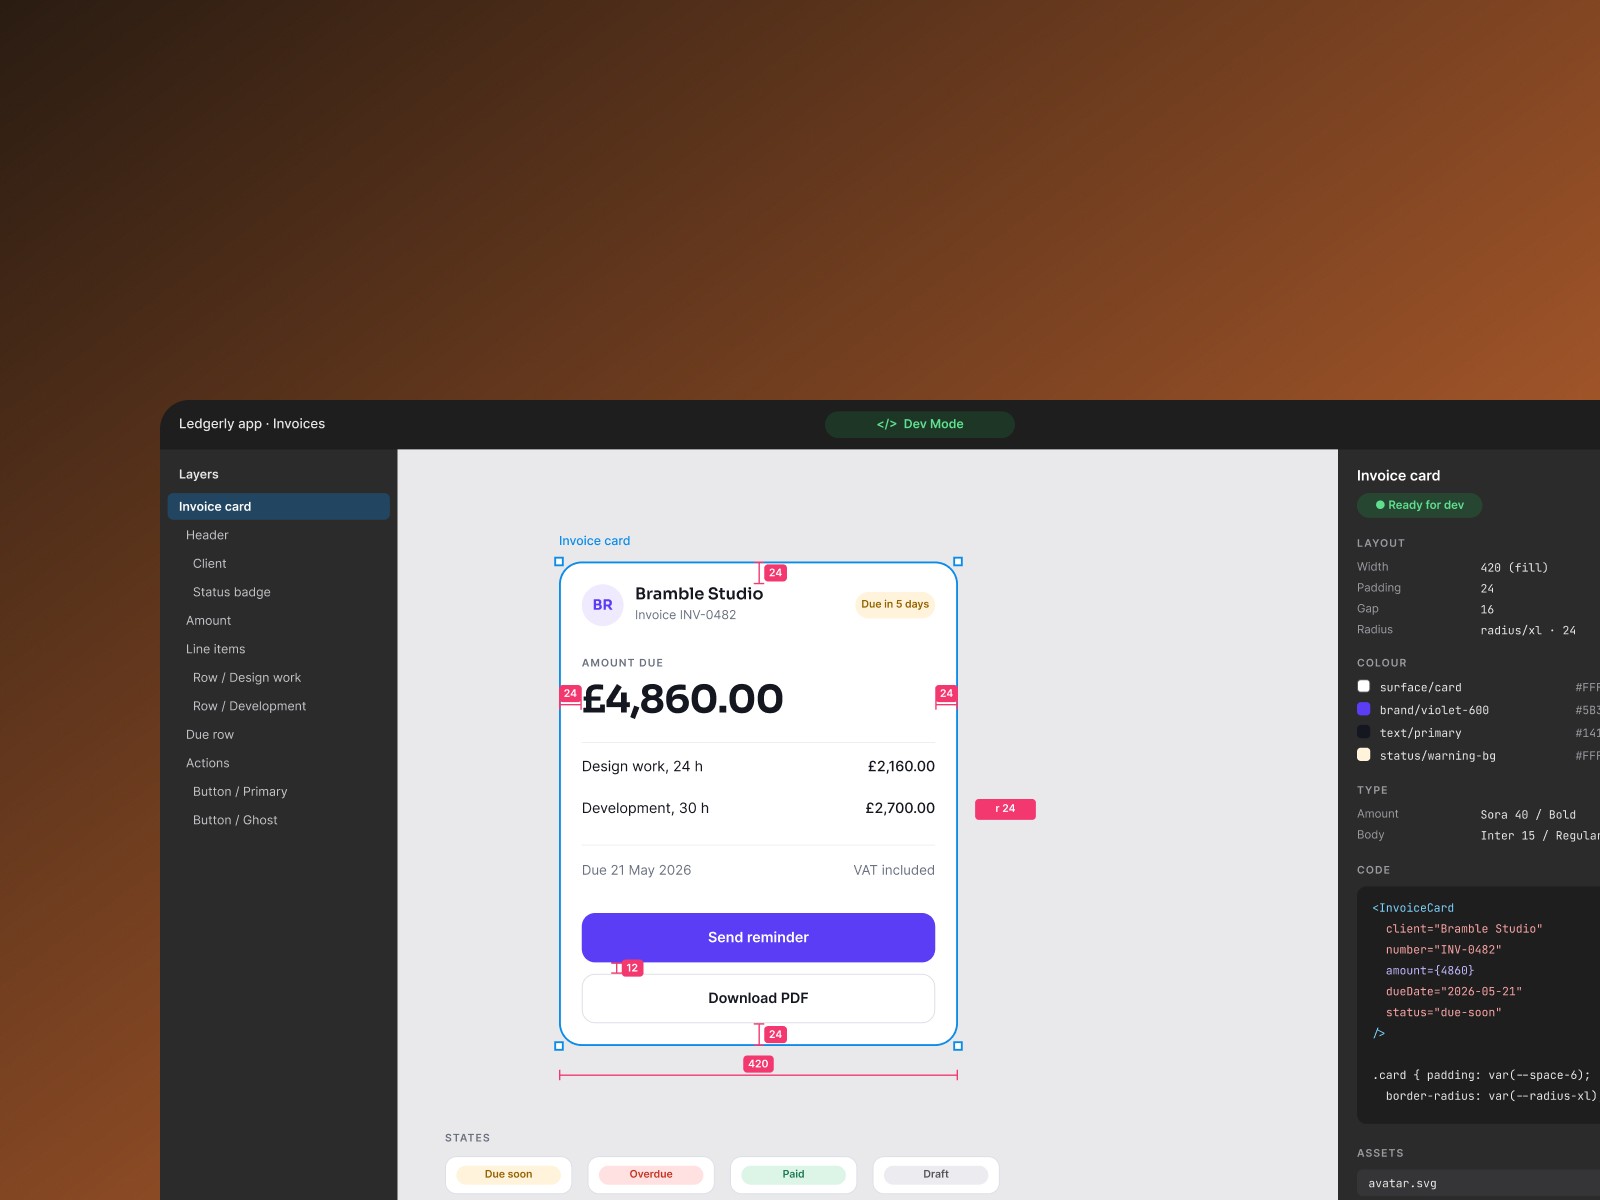 Ledgerly app · Invoices
</> Dev Mode
Layers
Invoice card
Header
Client
Status badge
Amount
Line items
Row / Design work
Row / Development
Due row
Actions
Button / Primary
Button / Ghost
Invoice card
24
BR
Bramble Studio
Invoice INV-0482
Due in 5 days
AMOUNT DUE
24
£4,860.00
24
Design work, 24 h
£2,160.00
Development, 30 h
£2,700.00
r 24
Due 21 May 2026
VAT included
Send reminder
12
Download PDF
24
420
STATES
Due soon
Overdue
Paid
Draft
Invoice card
Ready for dev
LAYOUT
Width 420 (fill)
Padding 24
Gap 16
Radius radius/xl · 24
COLOUR
surface/card #FFF
brand/violet-600 #5B3
text/primary #141
status/warning-bg #FFF
TYPE
Amount Sora 40 / Bold
Body Inter 15 / Regular
CODE
<InvoiceCard
client="Bramble Studio"
number="INV-0482"
amount={4860}
dueDate="2026-05-21"
status="due-soon"
/>
.card { padding: var(--space-6);
border-radius: var(--radius-xl)
ASSETS
avatar.svg